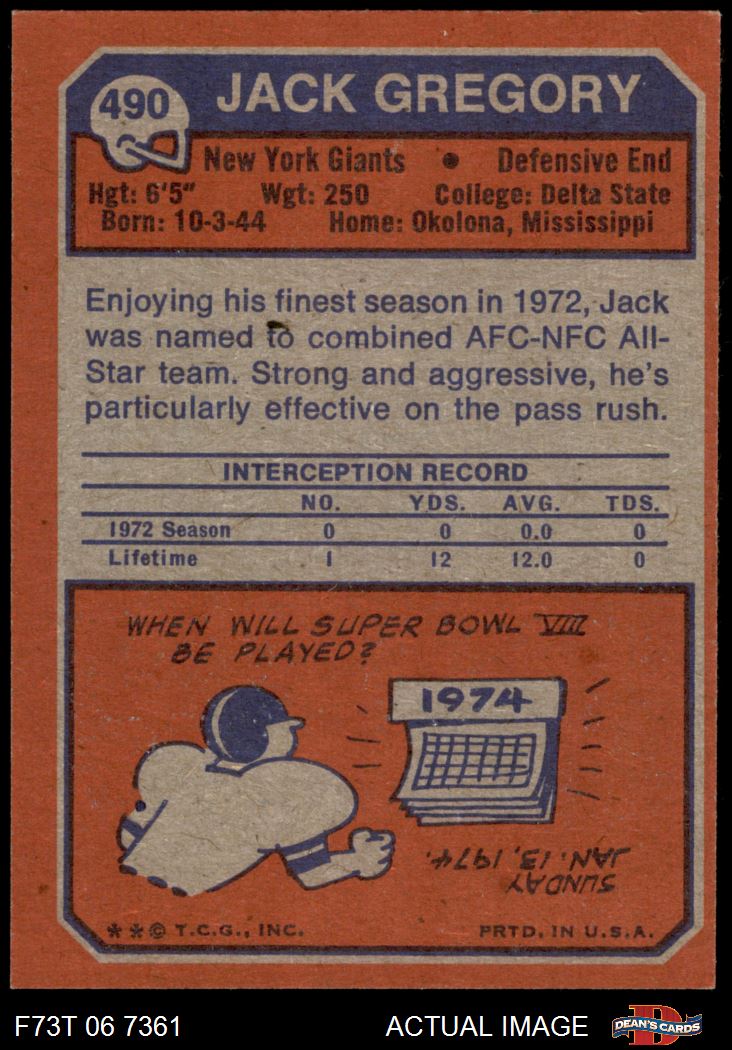 490
JACK GREGORY
New York Giants • Defensive End
Hgt: 6'5" Wgt: 250 College: Delta State
Born: 10-3-44 Home: Okolona, Mississippi
Enjoying his finest season in 1972, Jack
was named to combined AFC-NFC All-
Star team. Strong and aggressive, he's
particularly effective on the pass rush.
INTERCEPTION RECORD
NO. YDS. AVG. TDS.
1972 Season 0 0 0.0 0
Lifetime 1 12 12.0 0
WHEN WILL SUPER BOWL VIII
BE PLAYED?
1974
SUNDAY
JAN. 13, 1974.
**© T.C.G., INC. PRTD. IN U.S.A.
F73T 06 7361 ACTUAL IMAGE
D
DEAN'S CARDS